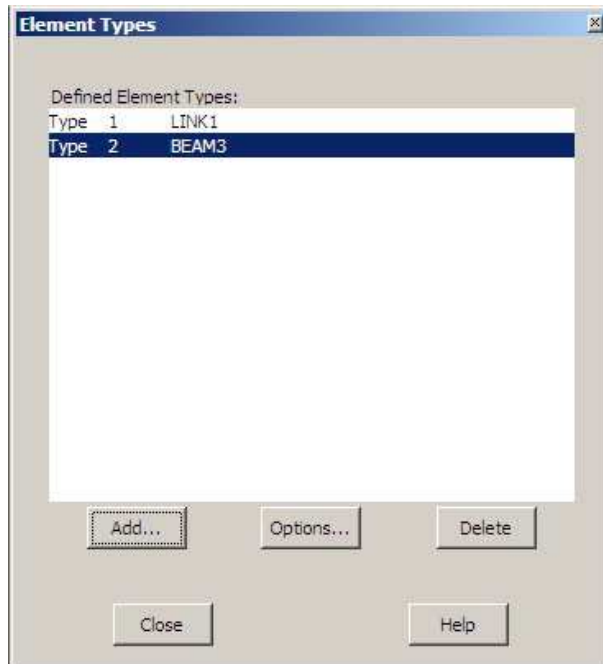 Element Types
Defined Element Types:
Type 1 LINK1
Type 2 BEAM3
Add... Options... Delete
Close Help